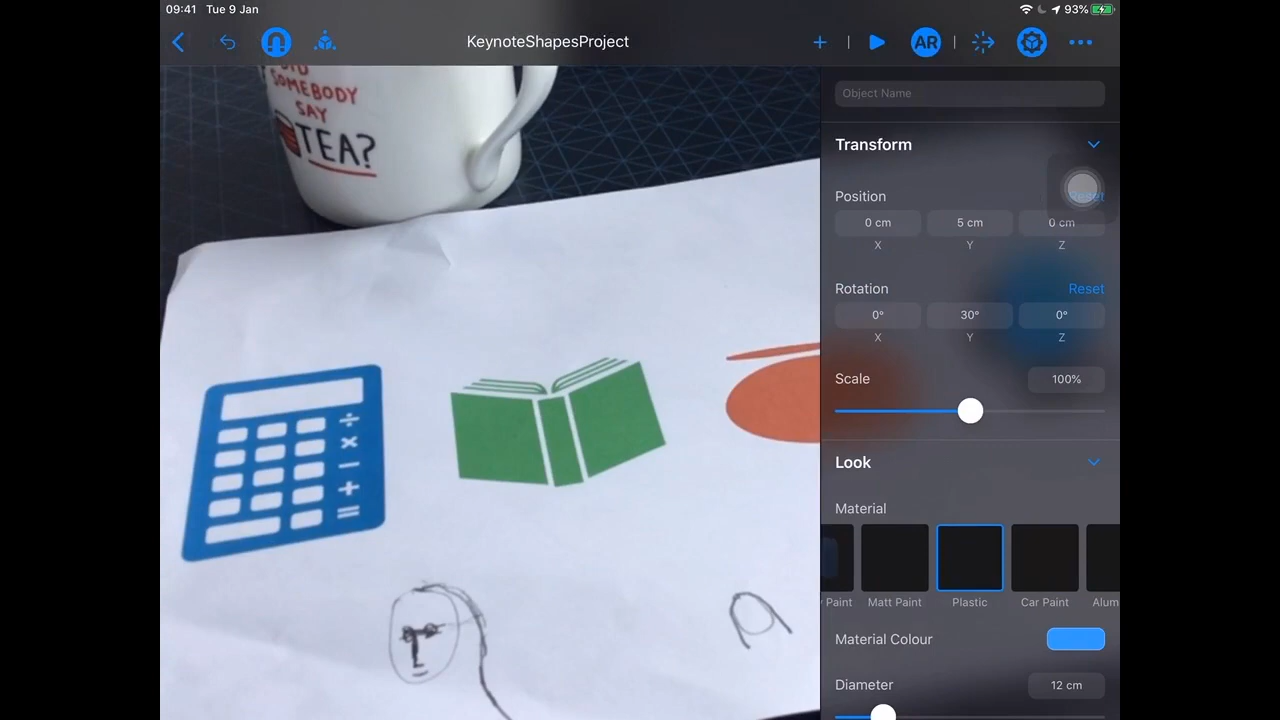 09:41 Tue 9 Jan
93%
KeynoteShapesProject
AR
Object Name
Transform
Position
Reset
0 cm 5 cm 0 cm
X Y Z
Rotation
Reset
0° 30° 0°
X Y Z
Scale
100%
Look
Material
Paint Matt Paint Plastic Car Paint Alum
Material Colour
Diameter
12 cm
SOMEBODY
SAY
TEA?
÷
×
−
+
=